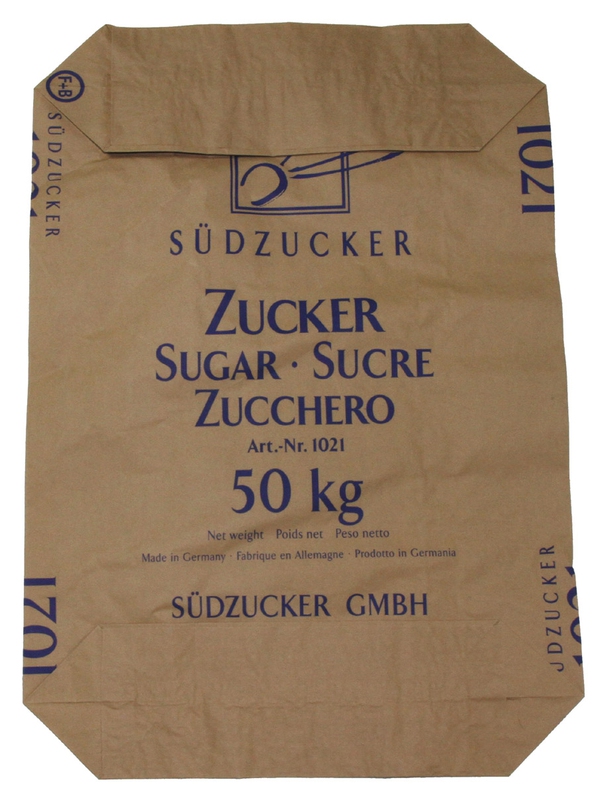 F+B
SÜDZUCKER
1021
SÜDZUCKER
ZUCKER
SUGAR · SUCRE
ZUCCHERO
Art.-Nr. 1021
50 kg
Net weight Poids net Peso netto
Made in Germany · Fabrique en Allemagne · Prodotto in Germania
SÜDZUCKER GMBH
1021